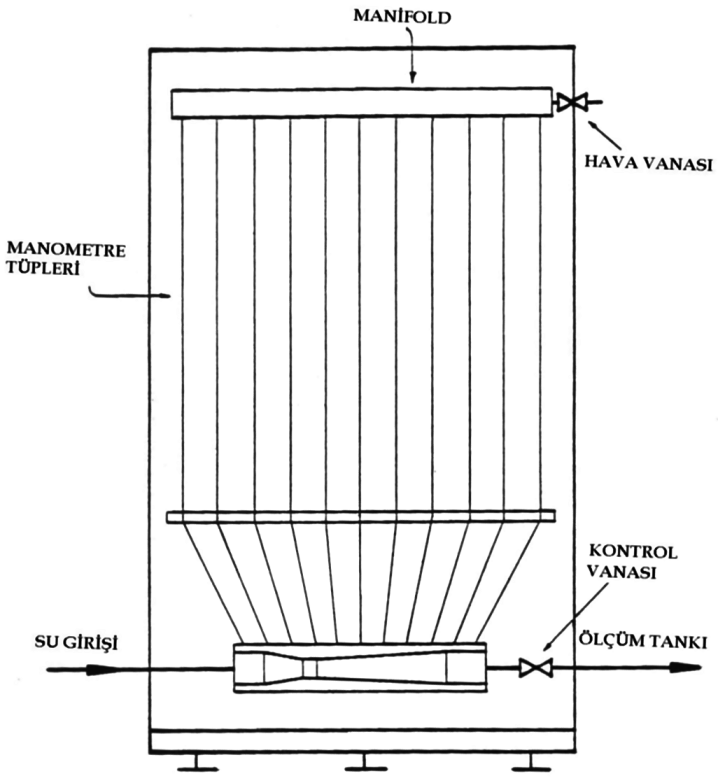 MANİFOLD
HAVA VANASI
MANOMETRE
TÜPLERİ
KONTROL
VANASI
SU GİRİŞİ
ÖLÇÜM TANKI